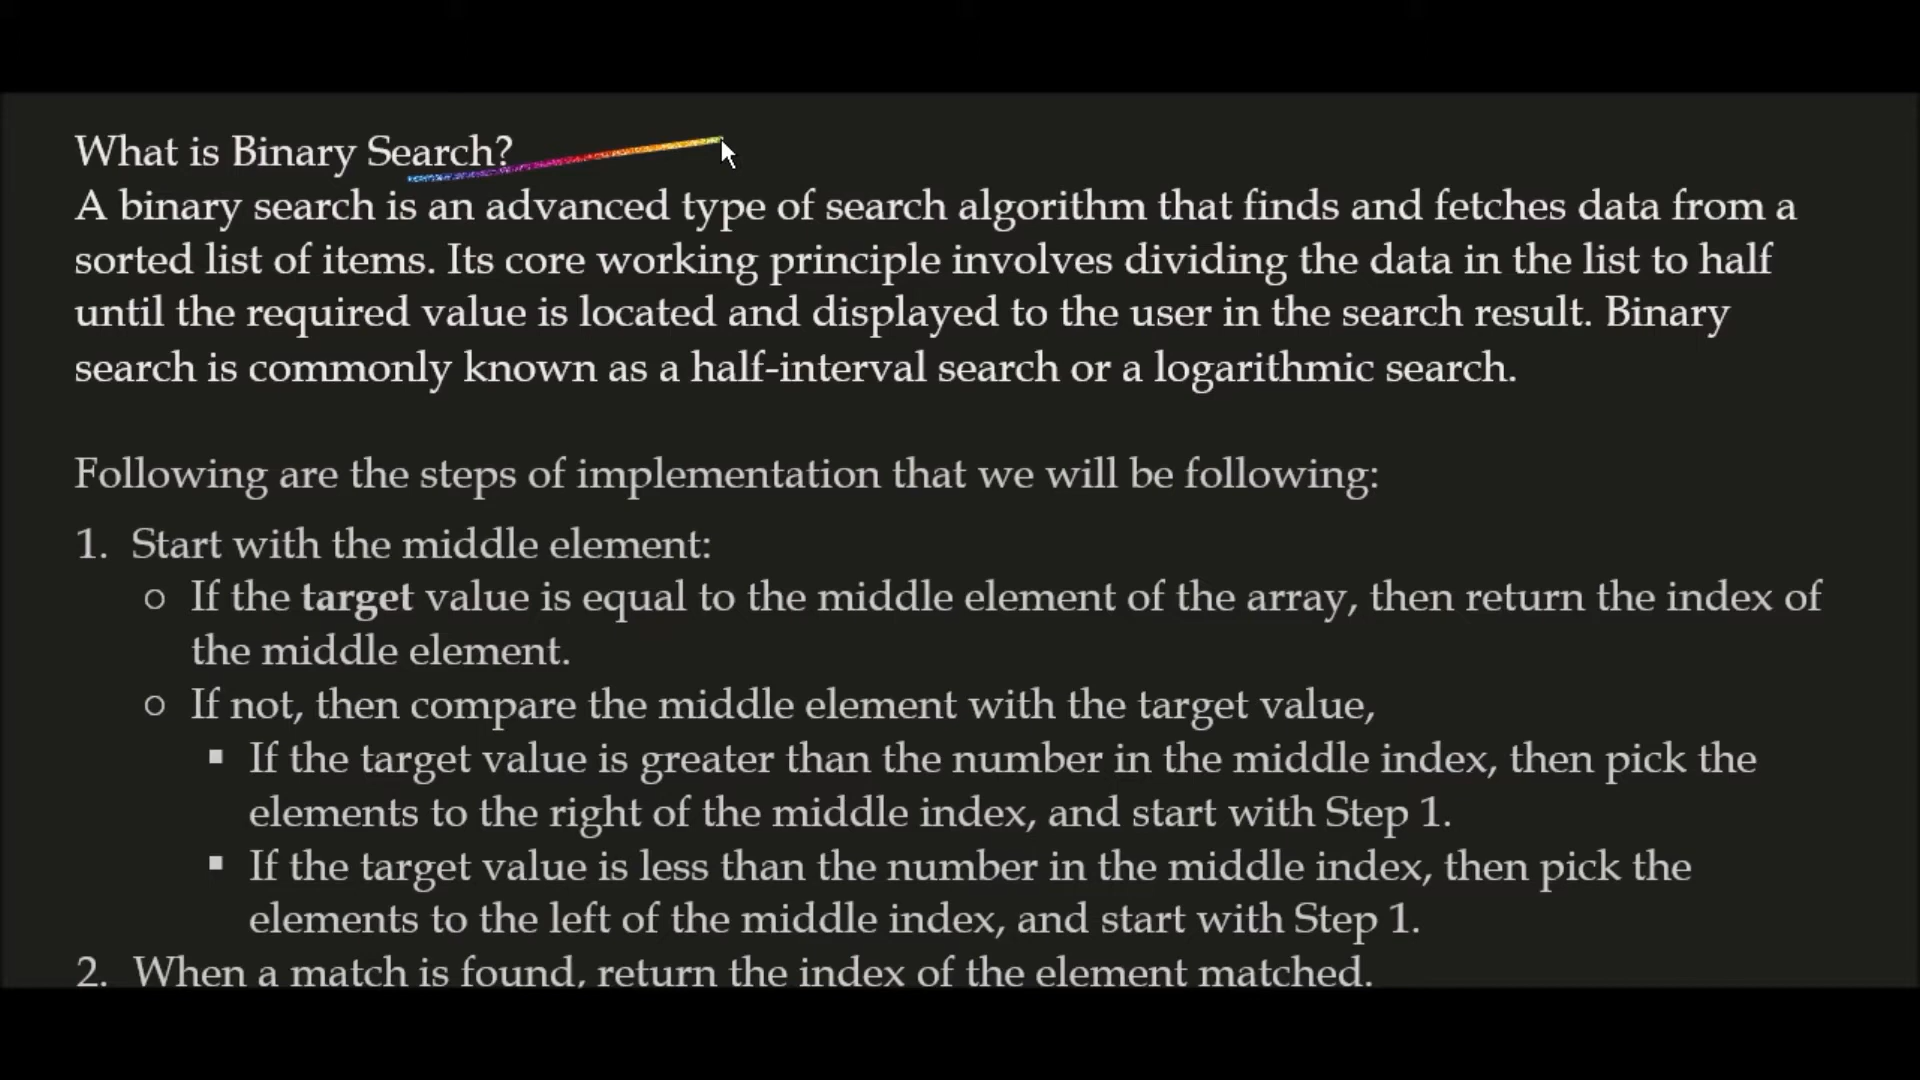 What is Binary Search?
A binary search is an advanced type of search algorithm that finds and fetches data from a
sorted list of items. Its core working principle involves dividing the data in the list to half
until the required value is located and displayed to the user in the search result. Binary
search is commonly known as a half-interval search or a logarithmic search.
Following are the steps of implementation that we will be following:
1. Start with the middle element:
○ If the target value is equal to the middle element of the array, then return the index of
the middle element.
○ If not, then compare the middle element with the target value,
▪ If the target value is greater than the number in the middle index, then pick the
elements to the right of the middle index, and start with Step 1.
▪ If the target value is less than the number in the middle index, then pick the
elements to the left of the middle index, and start with Step 1.
2. When a match is found, return the index of the element matched.